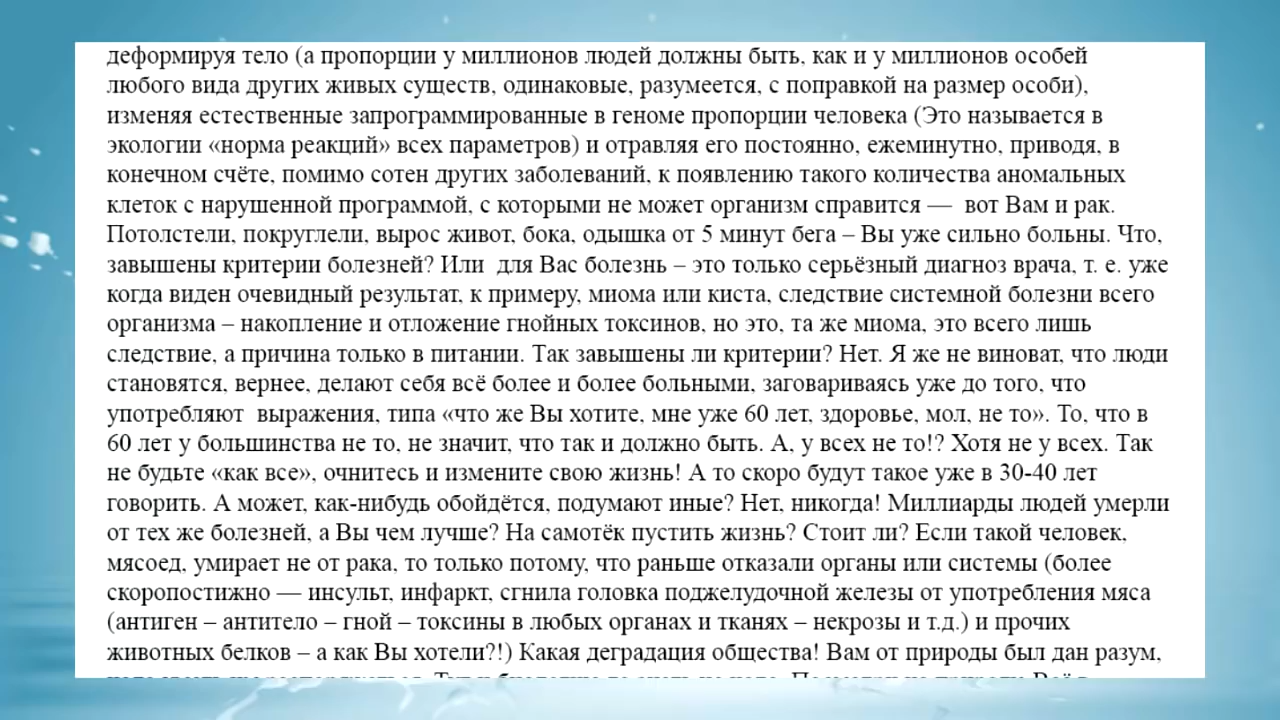 деформируя тело (а пропорции у миллионов людей должны быть, как и у миллионов особей
любого вида других живых существ, одинаковые, разумеется, с поправкой на размер особи),
изменяя естественные запрограммированные в геноме пропорции человека (Это называется в
экологии «норма реакций» всех параметров) и отравляя его постоянно, ежеминутно, приводя, в
конечном счёте, помимо сотен других заболеваний, к появлению такого количества аномальных
клеток с нарушенной программой, с которыми не может организм справится — вот Вам и рак.
Потолстели, покруглели, вырос живот, бока, одышка от 5 минут бега – Вы уже сильно больны. Что,
завышены критерии болезней? Или для Вас болезнь – это только серьёзный диагноз врача, т. е. уже
когда виден очевидный результат, к примеру, миома или киста, следствие системной болезни всего
организма – накопление и отложение гнойных токсинов, но это, та же миома, это всего лишь
следствие, а причина только в питании. Так завышены ли критерии? Нет. Я же не виноват, что люди
становятся, вернее, делают себя всё более и более больными, заговариваясь уже до того, что
употребляют выражения, типа «что же Вы хотите, мне уже 60 лет, здоровье, мол, не то». То, что в
60 лет у большинства не то, не значит, что так и должно быть. А, у всех не то!? Хотя не у всех. Так
не будьте «как все», очнитесь и измените свою жизнь! А то скоро будут такое уже в 30-40 лет
говорить. А может, как-нибудь обойдётся, подумают иные? Нет, никогда! Миллиарды людей умерли
от тех же болезней, а Вы чем лучше? На самотёк пустить жизнь? Стоит ли? Если такой человек,
мясоед, умирает не от рака, то только потому, что раньше отказали органы или системы (более
скоропостижно — инсульт, инфаркт, сгнила головка поджелудочной железы от употребления мяса
(антиген – антитело – гной – токсины в любых органах и тканях – некрозы и т.д.) и прочих
животных белков – а как Вы хотели?!) Какая деградация общества! Вам от природы был дан разум,